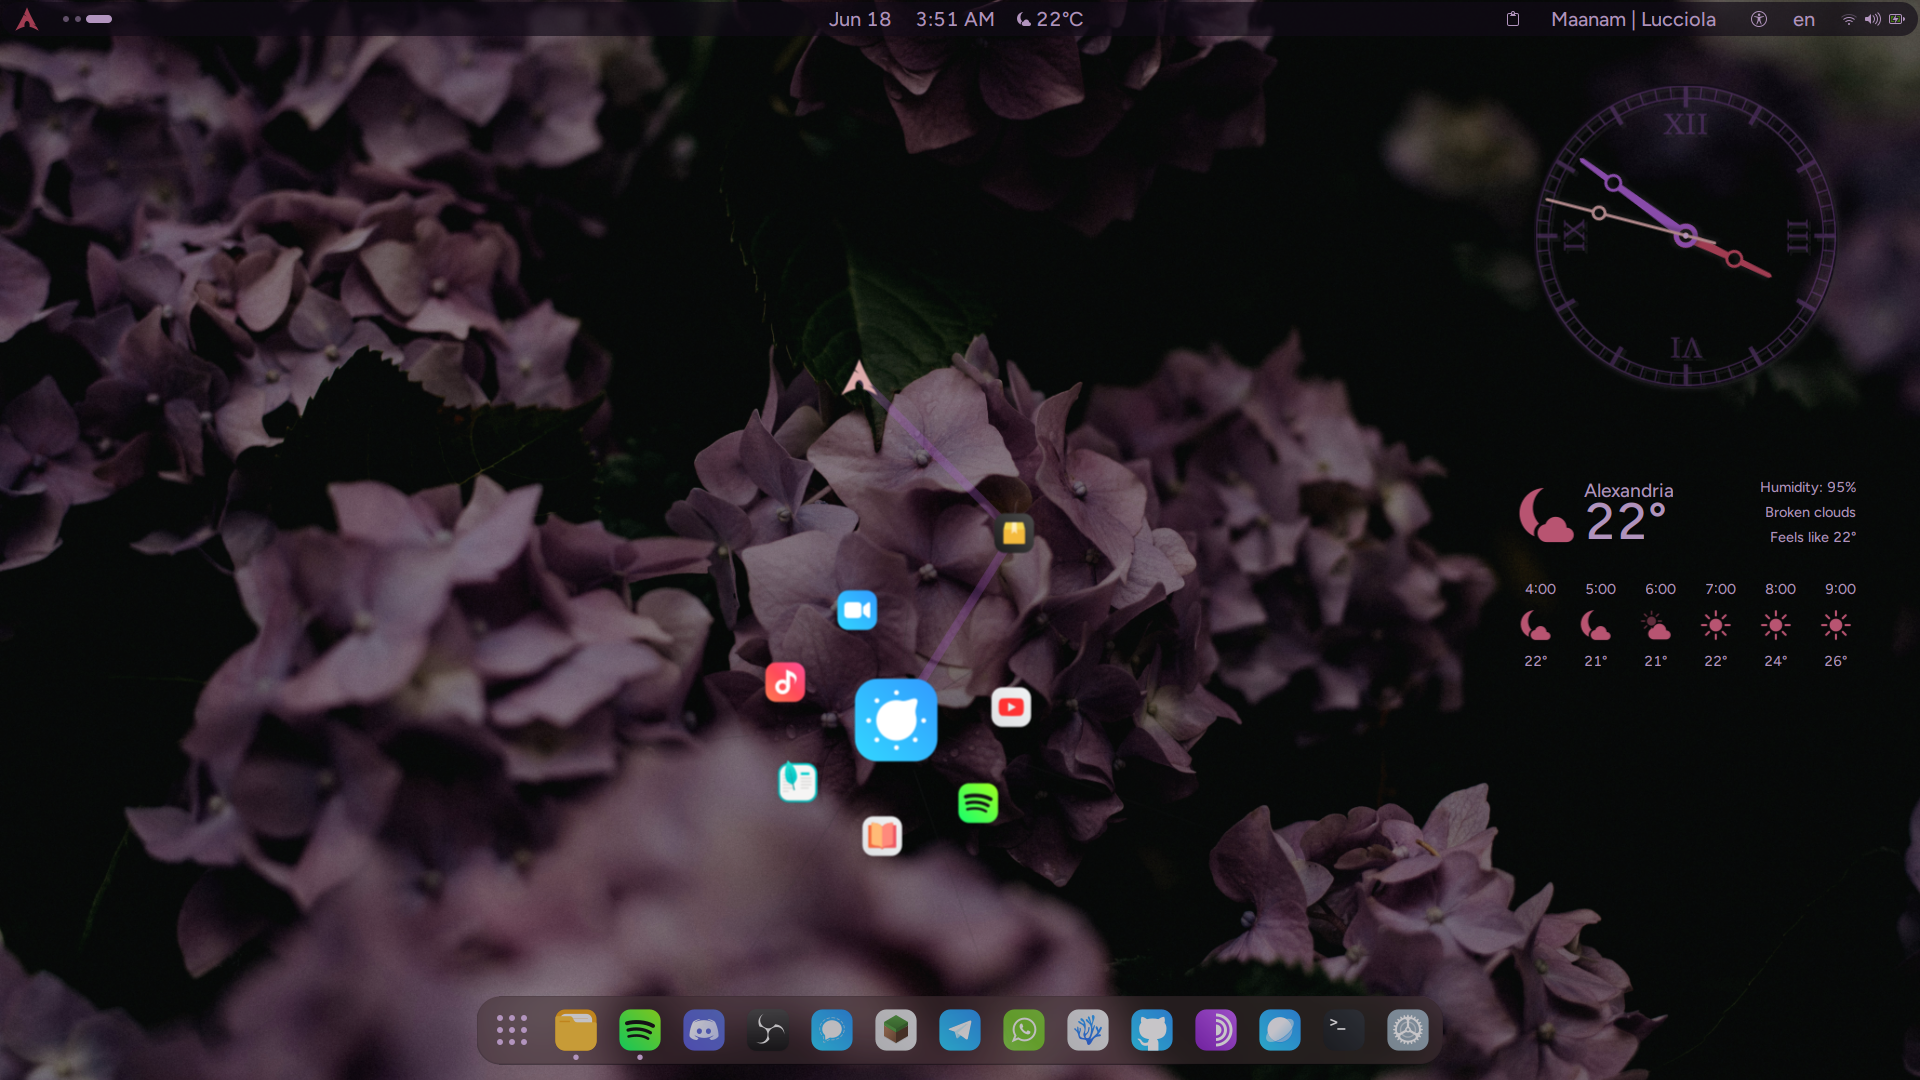 Jun 18 3:51 AM 22°C
Maanam | Lucciola en
XII
III
VI
IX
Alexandria
22°
Humidity: 95%
Broken clouds
Feels like 22°
4:00 5:00 6:00 7:00 8:00 9:00
22° 21° 21° 22° 24° 26°
>_